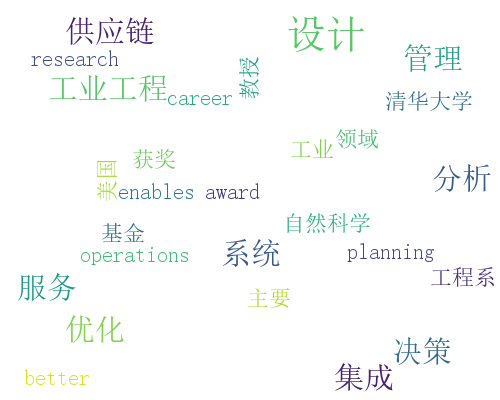 供应链
设计
research
管理
工业工程
career
教授
清华大学
工业
领域
获奖
美国
enables
award
分析
基金
自然科学
operations
系统
planning
工程系
服务
主要
优化
决策
better
集成